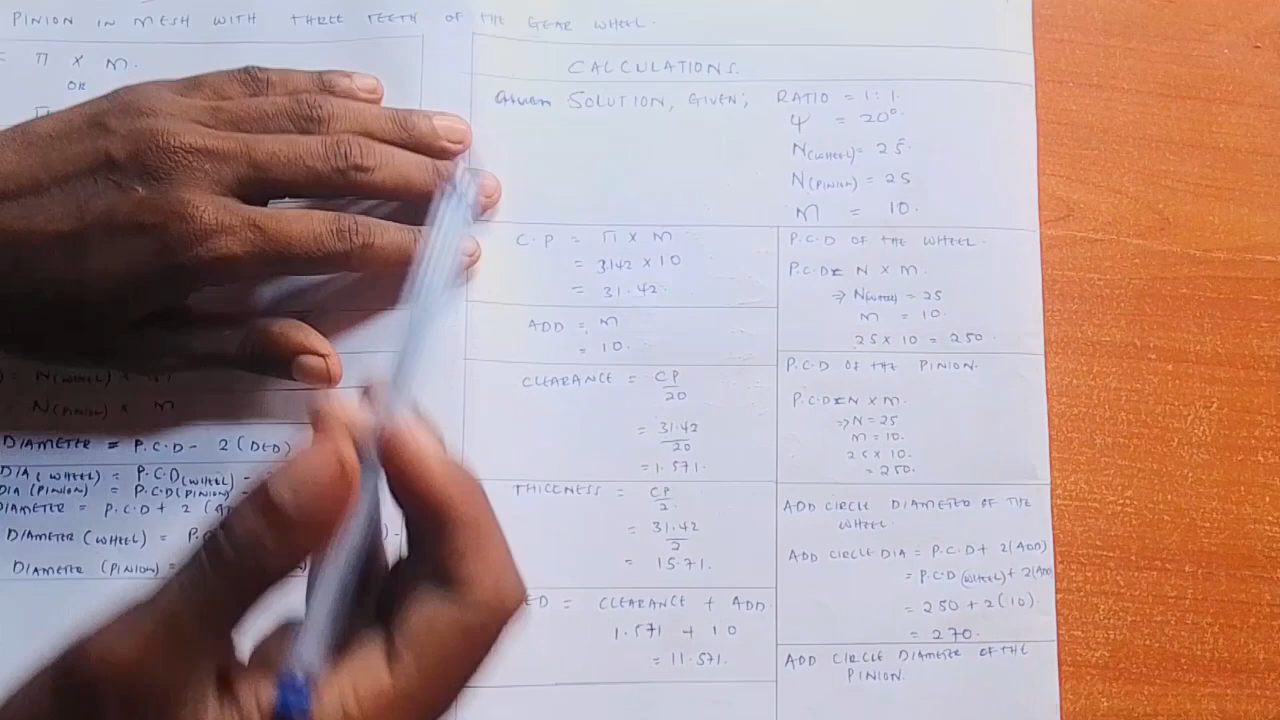 PINION IN MESH WITH THREE TEETH OF THE GEAR WHEEL.
= Π X M.
OR
Π
N(WHEEL) X M
N(PINION) X M
DIAMETER = P.C.D - 2(DED)
DIA(WHEEL) = P.C.D(WHEEL) -
DIA(PINION) = P.C.D(PINION) -
DIAMETER = P.C.D + 2
DIAMETER (WHEEL) =
DIAMETER (PINION) =
CALCULATIONS.
Given SOLUTION, GIVEN;
RATIO = 1:1.
Ψ = 20°.
N(WHEEL) = 25.
N(PINION) = 25
M = 10.
C.P = Π X M
= 3.142 X 10
= 31.42.
ADD = M
= 10.
CLEARANCE = CP
20
= 31.42
20
= 1.571.
THICCNESS = CP
2.
= 31.42
2
= 15.71.
ED = CLEARANCE + ADD
1.571 + 10
= 11.571.
P.C.D OF THE WHEEL.
P.C.D = N X M.
⇒ N(WHEEL) = 25
M = 10.
25 X 10 = 250.
P.C.D OF THE PINION.
P.C.D = N X M.
⇒ N = 25
M = 10.
25 X 10.
= 250.
ADD CIRCLE DIAMETER OF THE
WHEEL.
ADD CIRCLE DIA = P.C.D + 2(ADD)
= P.C.D(WHEEL) + 2(ADD
= 250 + 2(10).
= 270.
ADD CIRCLE DIAMETER OF THE
PINION.